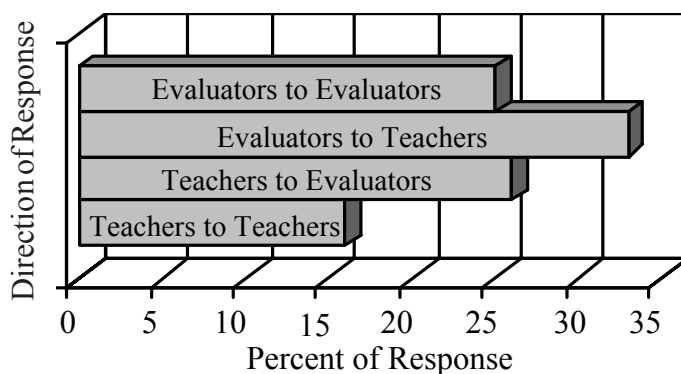 Direction of Response
Evaluators to Evaluators
Evaluators to Teachers
Teachers to Evaluators
Teachers to Teachers
0 5 10 15 20 25 30 35
Percent of Response